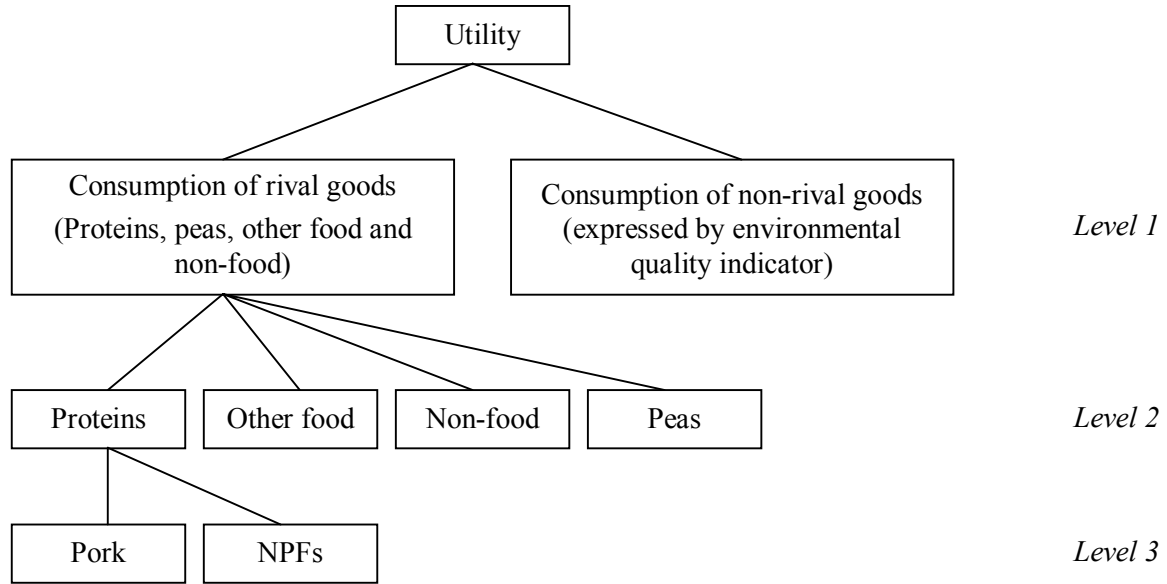 Utility
Consumption of rival goods
(Proteins, peas, other food and
non-food)
Consumption of non-rival goods
(expressed by environmental
quality indicator)
Level 1
Proteins
Other food
Non-food
Peas
Level 2
Pork
NPFs
Level 3